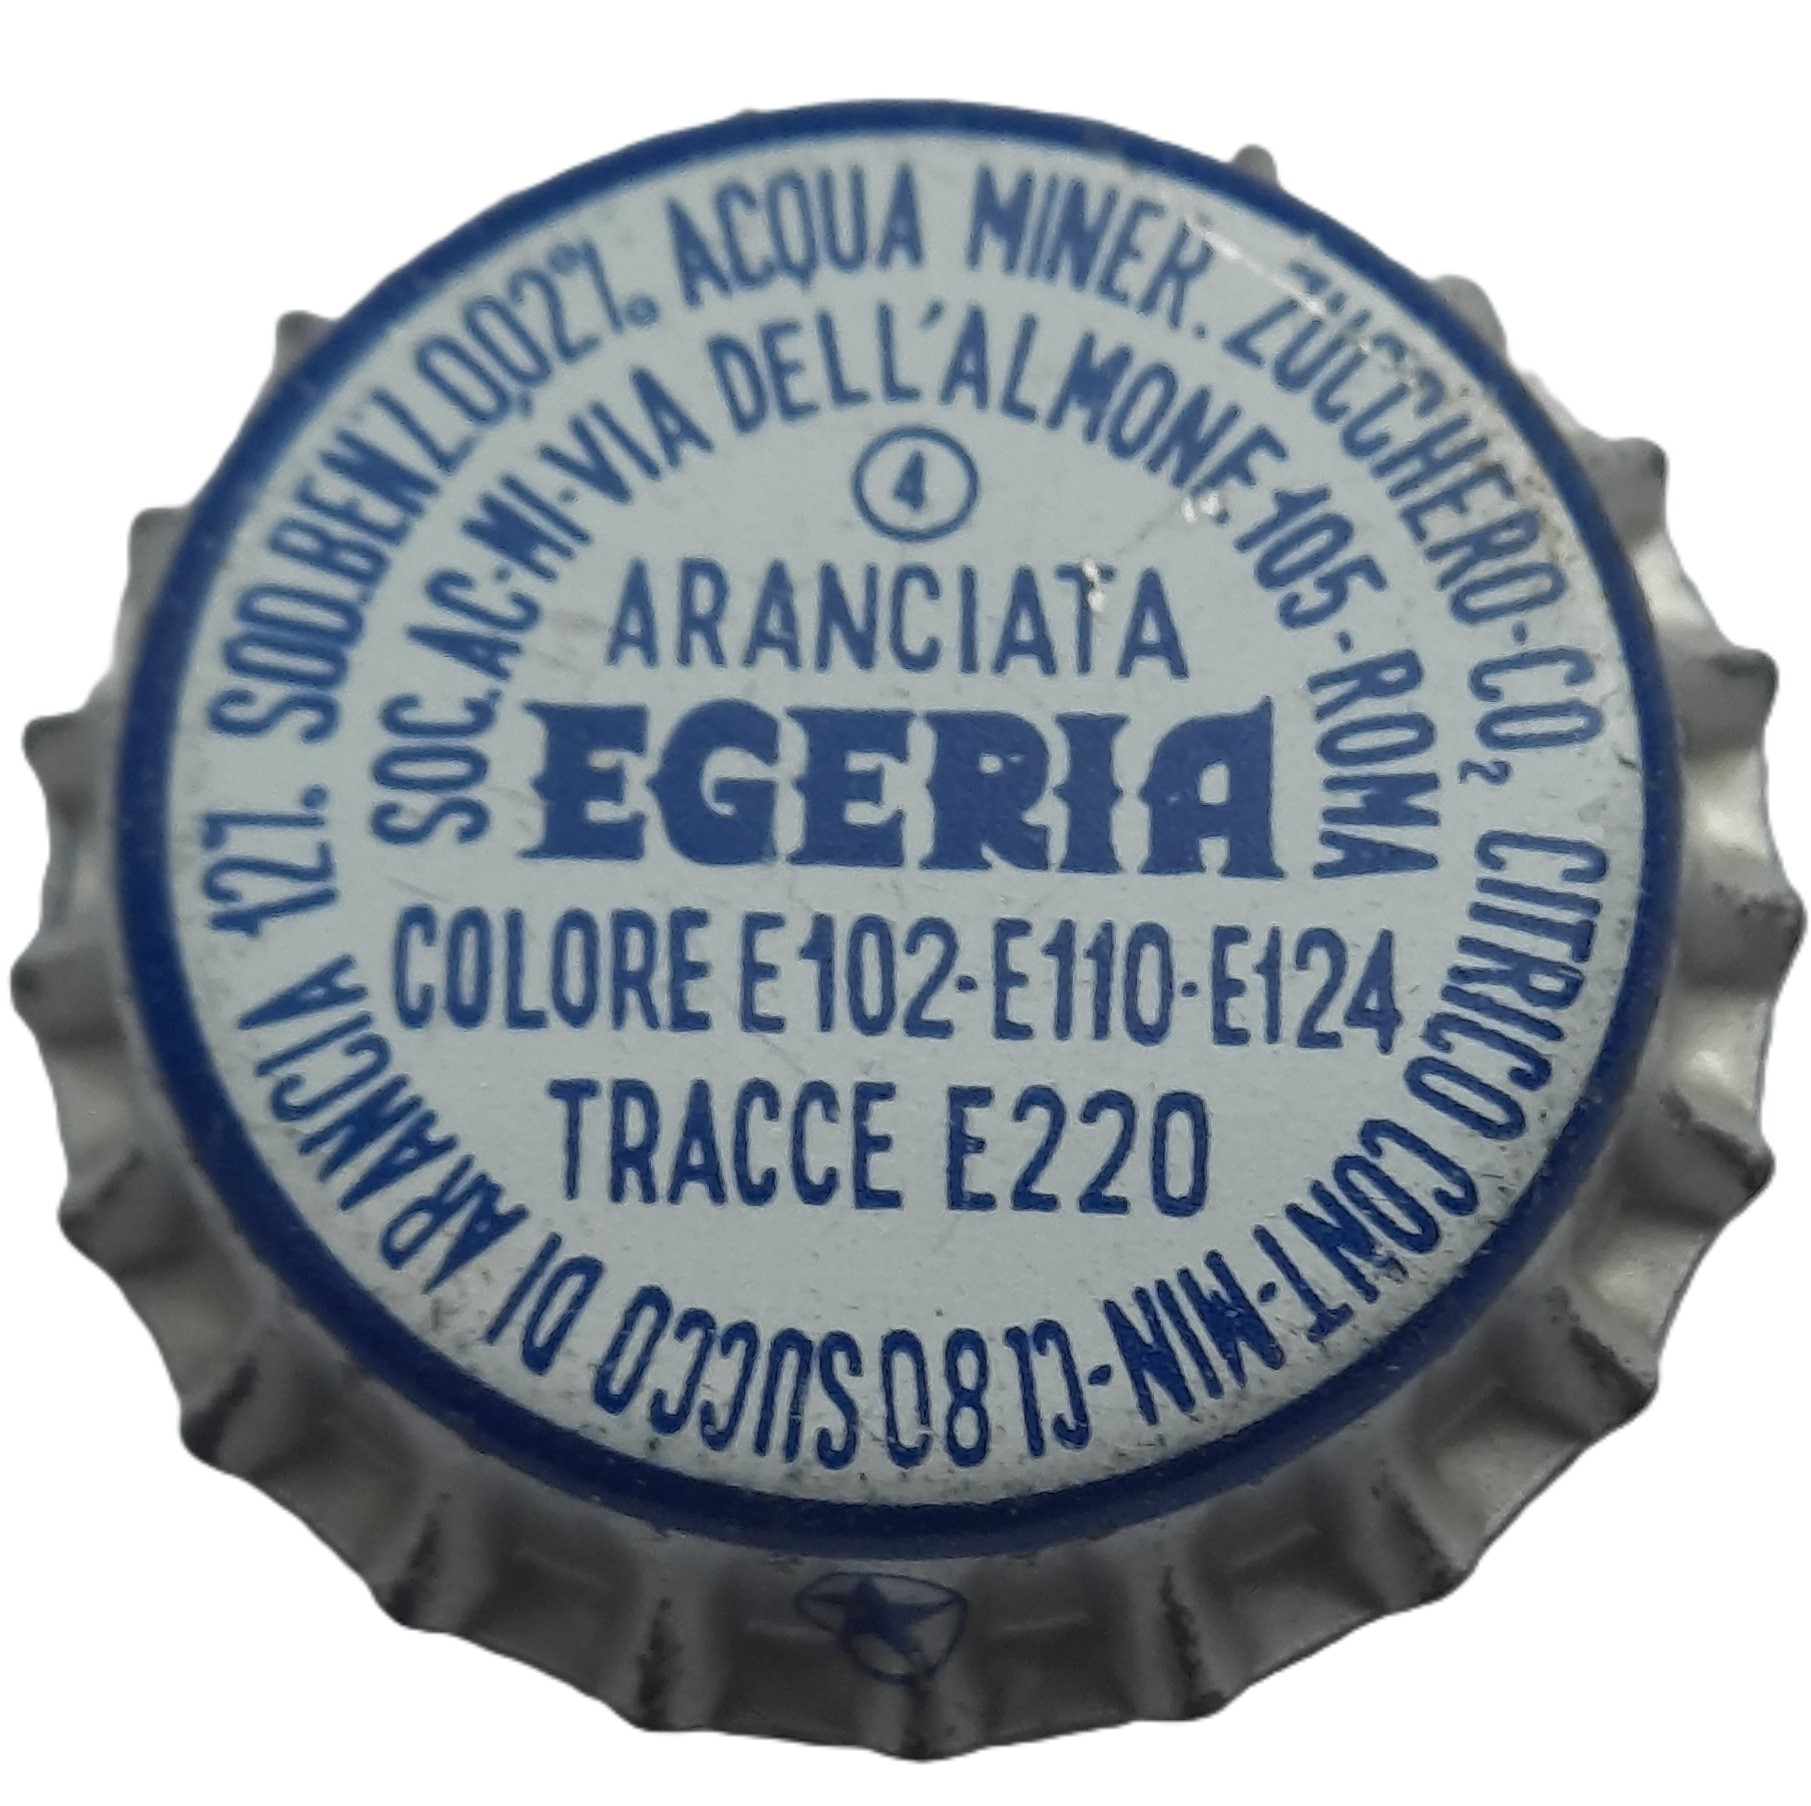 SUCCO DI ARANCIA 12%. SOD.BENZ.0,02%. ACQUA MINER. ZUCCHERO-CO₂ CITRICO CONT-MIN-Cl 80
SOC.AC-MI-VIA DELL'ALMONE 105-ROMA
4
ARANCIATA
EGERIA
COLORE E102-E110-E124
TRACCE E220